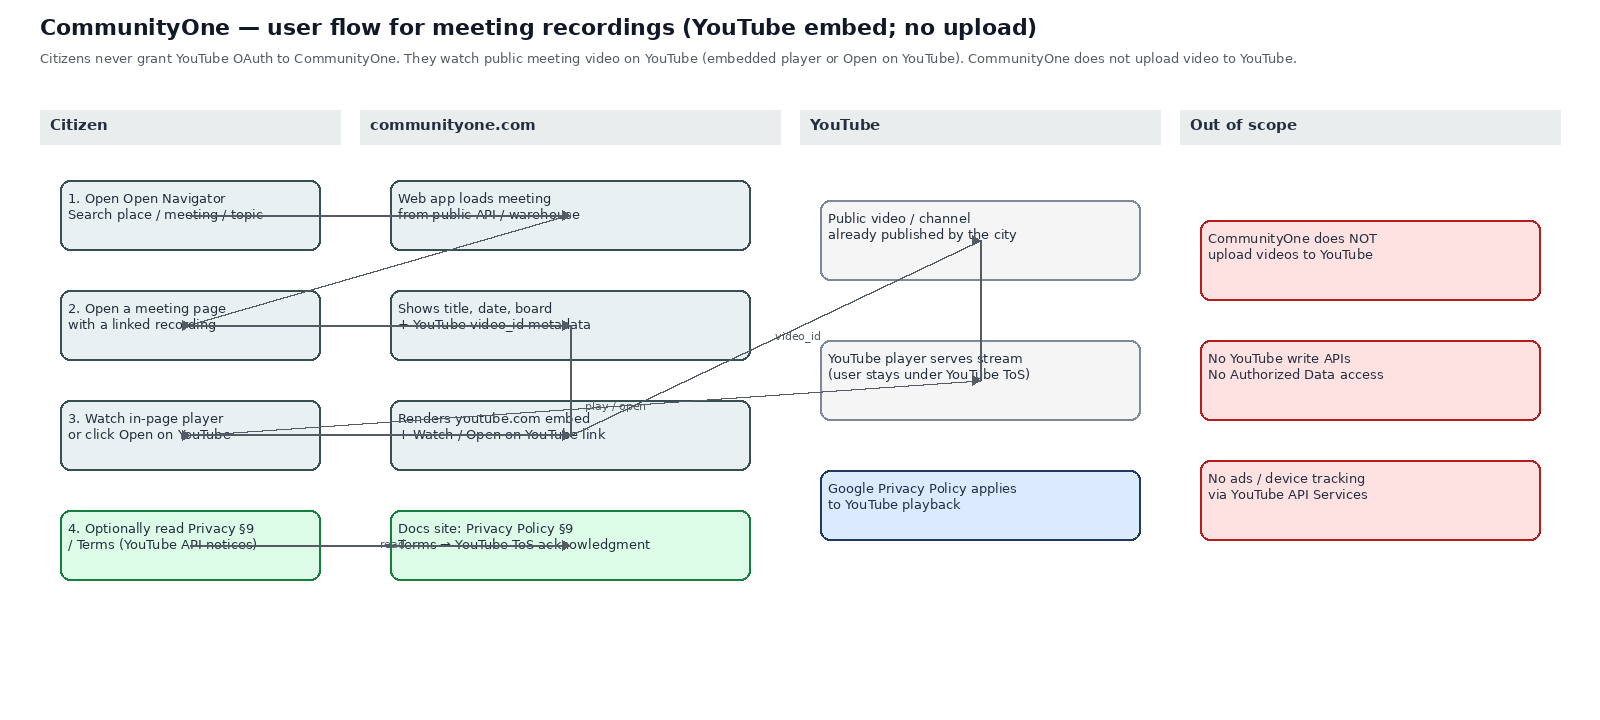 CommunityOne — user flow for meeting recordings (YouTube embed; no upload)
Citizens never grant YouTube OAuth to CommunityOne. They watch public meeting video on YouTube (embedded player or Open on YouTube). CommunityOne does not upload video to YouTube.
Citizen
1. Open Open Navigator
Search place / meeting / topic
2. Open a meeting page
with a linked recording
3. Watch in-page player
or click Open on YouTube
4. Optionally read Privacy §9
/ Terms (YouTube API notices)
communityone.com
Web app loads meeting
from public API / warehouse
Shows title, date, board
+ YouTube video_id metadata
Renders youtube.com embed
+ Watch / Open on YouTube link
Docs site: Privacy Policy §9
Terms → YouTube ToS acknowledgment
read
play / open
video_id
YouTube
Public video / channel
already published by the city
YouTube player serves stream
(user stays under YouTube ToS)
Google Privacy Policy applies
to YouTube playback
Out of scope
CommunityOne does NOT
upload videos to YouTube
No YouTube write APIs
No Authorized Data access
No ads / device tracking
via YouTube API Services